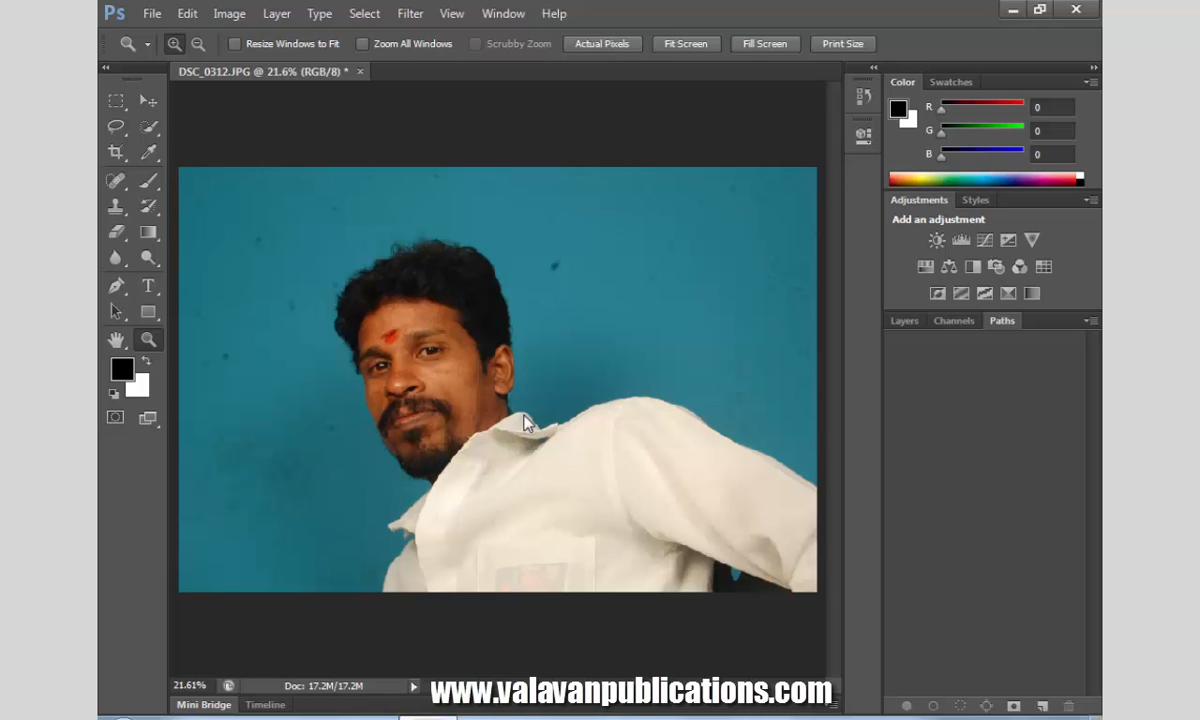 Ps File Edit Image Layer Type Select Filter View Window Help
Resize Windows to Fit Zoom All Windows Scrubby Zoom Actual Pixels Fit Screen Fill Screen Print Size
DSC_0312.JPG @ 21.6% (RGB/8) * ×
Color Swatches
R 0
G 0
B 0
Adjustments Styles
Add an adjustment
Layers Channels Paths
T
21.61% Doc: 17.2M/17.2M
www.valavanpublications.com
Mini Bridge Timeline